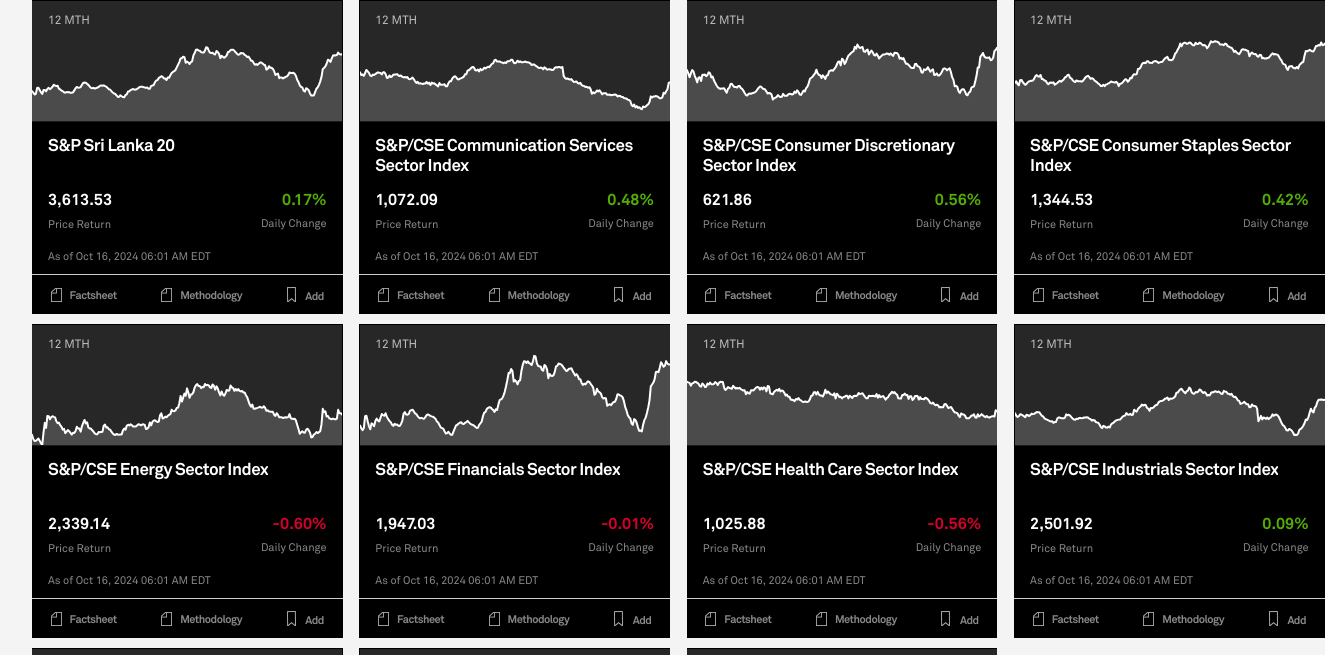 12 MTH
S&P Sri Lanka 20
3,613.53 0.17%
Price Return Daily Change
As of Oct 16, 2024 06:01 AM EDT
Factsheet Methodology Add
12 MTH
S&P/CSE Communication Services
Sector Index
1,072.09 0.48%
Price Return Daily Change
As of Oct 16, 2024 06:01 AM EDT
Factsheet Methodology Add
12 MTH
S&P/CSE Consumer Discretionary
Sector Index
621.86 0.56%
Price Return Daily Change
As of Oct 16, 2024 06:01 AM EDT
Factsheet Methodology Add
12 MTH
S&P/CSE Consumer Staples Sector
Index
1,344.53 0.42%
Price Return Daily Change
As of Oct 16, 2024 06:01 AM EDT
Factsheet Methodology Add
12 MTH
S&P/CSE Energy Sector Index
2,339.14 -0.60%
Price Return Daily Change
As of Oct 16, 2024 06:01 AM EDT
Factsheet Methodology Add
12 MTH
S&P/CSE Financials Sector Index
1,947.03 -0.01%
Price Return Daily Change
As of Oct 16, 2024 06:01 AM EDT
Factsheet Methodology Add
12 MTH
S&P/CSE Health Care Sector Index
1,025.88 -0.56%
Price Return Daily Change
As of Oct 16, 2024 06:01 AM EDT
Factsheet Methodology Add
12 MTH
S&P/CSE Industrials Sector Index
2,501.92 0.09%
Price Return Daily Change
As of Oct 16, 2024 06:01 AM EDT
Factsheet Methodology Add